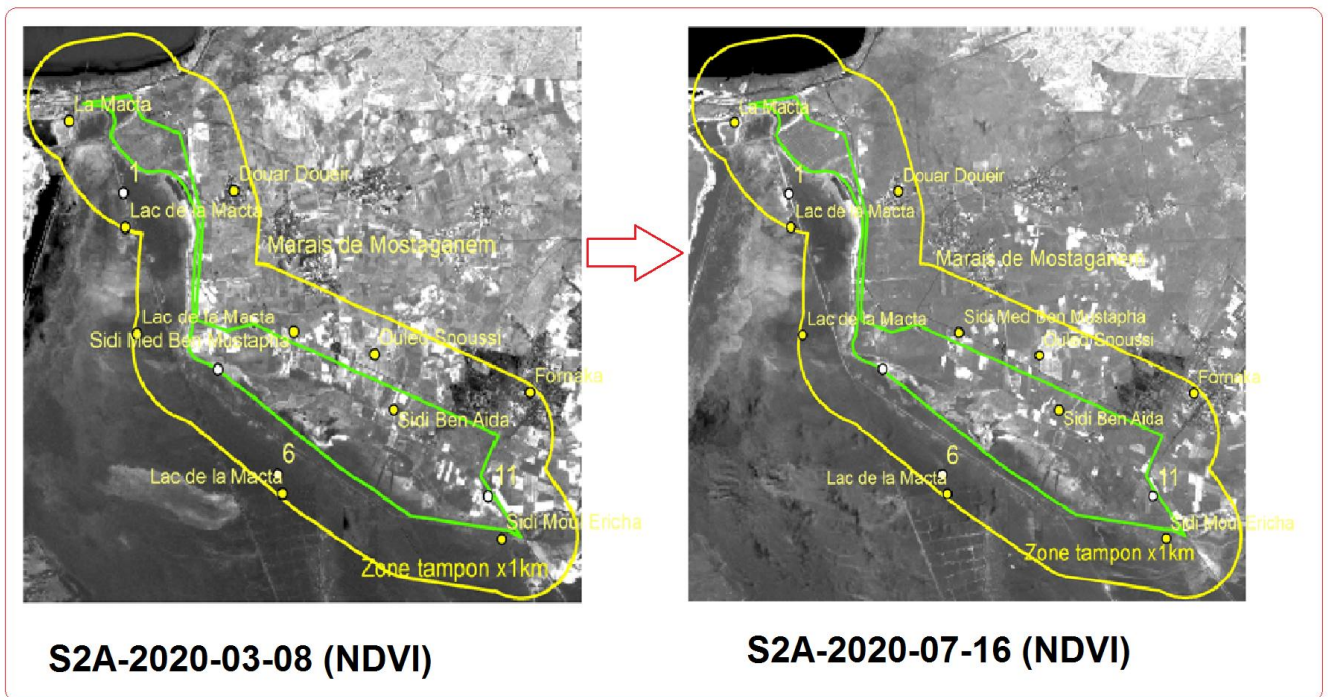 La Macta
1
Douar Doueir
Lac de la Macta
Marais de Mostaganem
Lac de la Macta
Sidi Med Ben Mustapha
Ouled Snoussi
Fornaka
Sidi Ben Aida
6
Lac de la Macta
11
Sidi Moul Ericha
Zone tampon x1km
S2A-2020-03-08 (NDVI)
La Macta
1
Douar Doueir
Lac de la Macta
Marais de Mostaganem
Lac de la Macta
Sidi Med Ben Mustapha
Ouled Snoussi
Fornaka
Sidi Ben Aida
6
Lac de la Macta
11
Sidi Moul Ericha
Zone tampon x1km
S2A-2020-07-16 (NDVI)